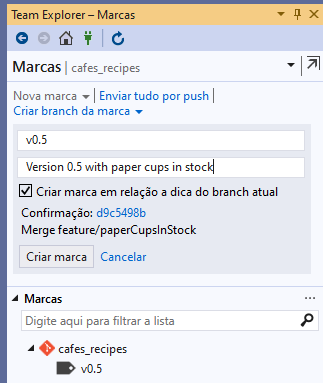 Team Explorer – Marcas
Marcas | cafes_recipes
Nova marca | Enviar tudo por push |
Criar branch da marca
v0.5
Version 0.5 with paper cups in stock
Criar marca em relação a dica do branch atual
Confirmação: d9c5498b
Merge feature/paperCupsInStock
Criar marca Cancelar
Marcas ...
Digite aqui para filtrar a lista
cafes_recipes
v0.5